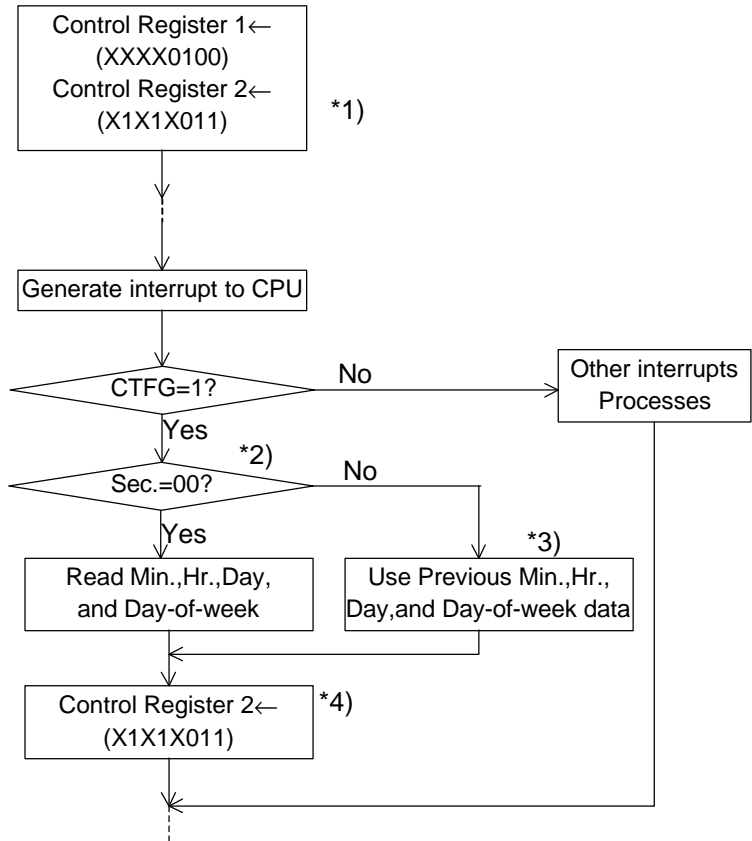 Control Register 1←
(XXXX0100)
Control Register 2←
(X1X1X011)
*1)
Generate interrupt to CPU
CTFG=1?
No
Other interrupts
Processes
Yes
*2)
Sec.=00?
No
Yes
*3)
Read Min.,Hr.,Day,
and Day-of-week
Use Previous Min.,Hr.,
Day,and Day-of-week data
Control Register 2←
(X1X1X011)
*4)